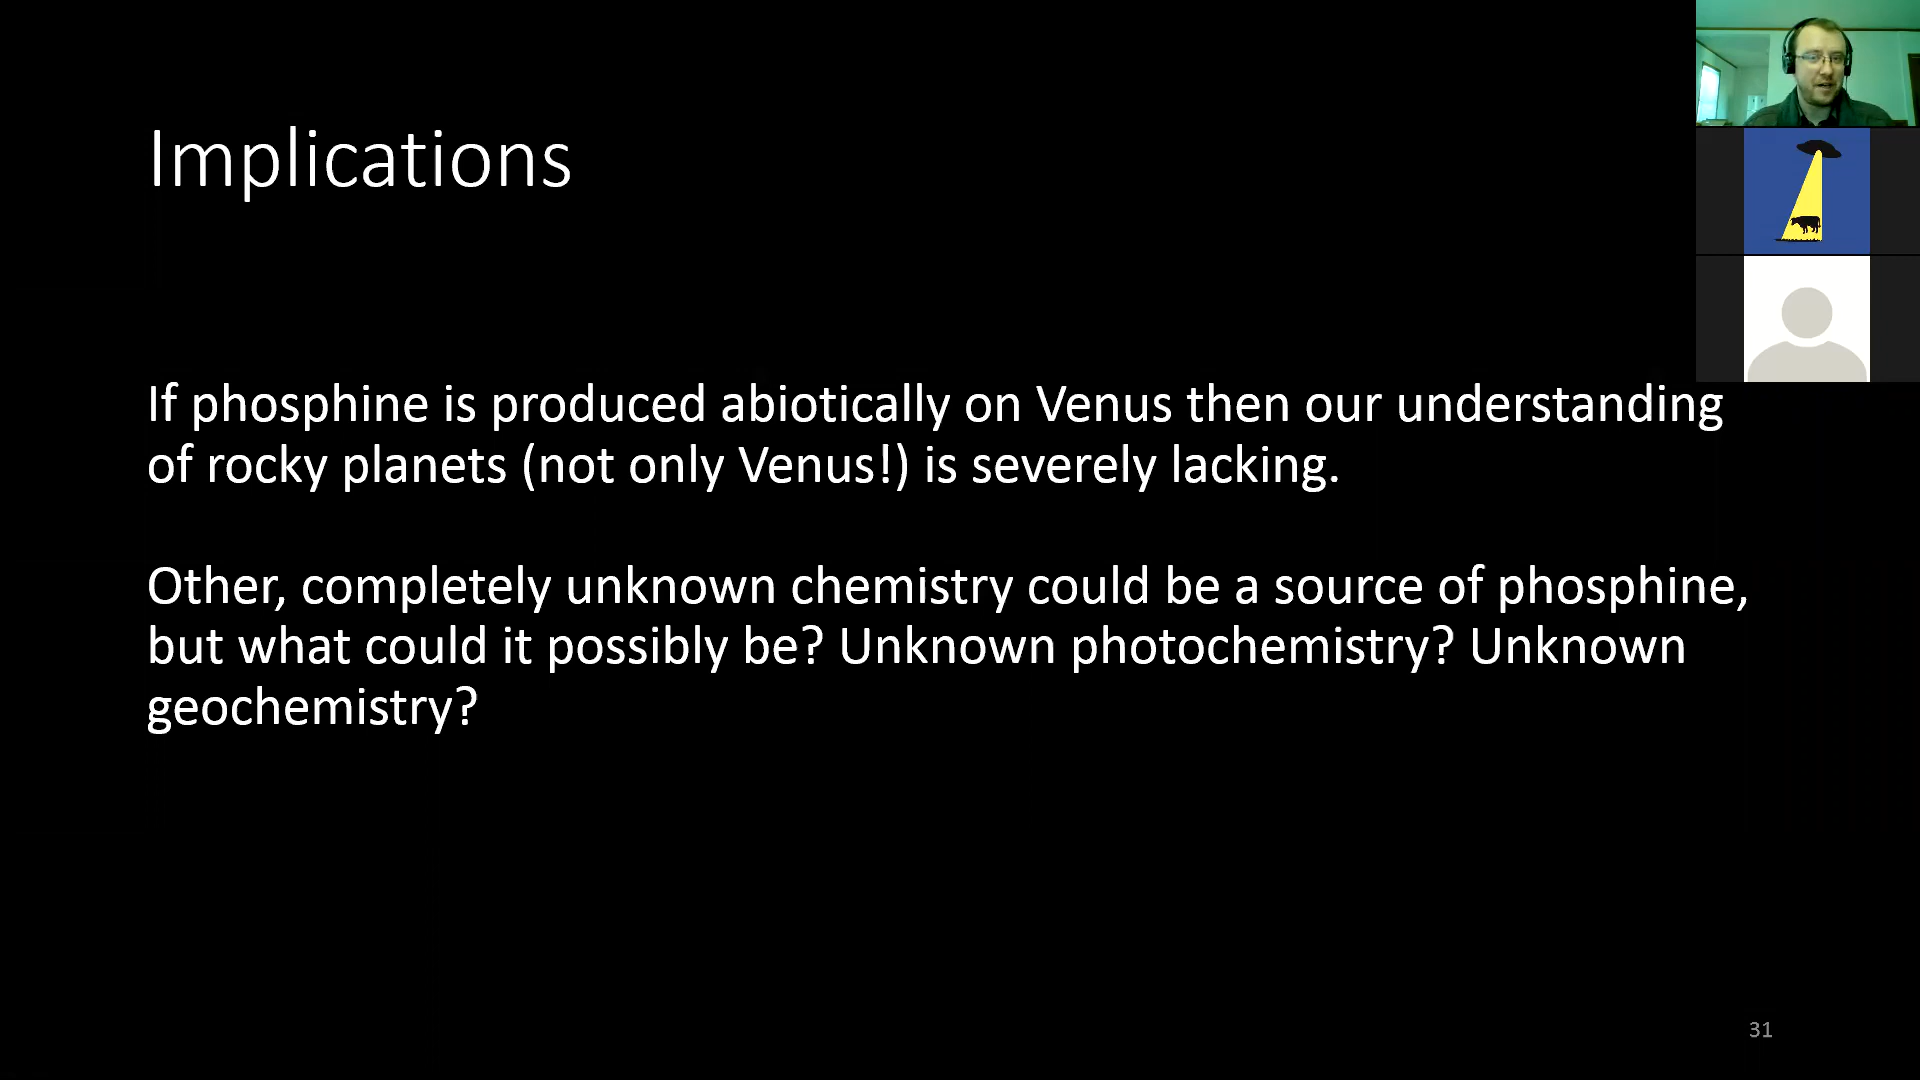 Implications
If phosphine is produced abiotically on Venus then our understanding
of rocky planets (not only Venus!) is severely lacking.
Other, completely unknown chemistry could be a source of phosphine,
but what could it possibly be? Unknown photochemistry? Unknown
geochemistry?
31